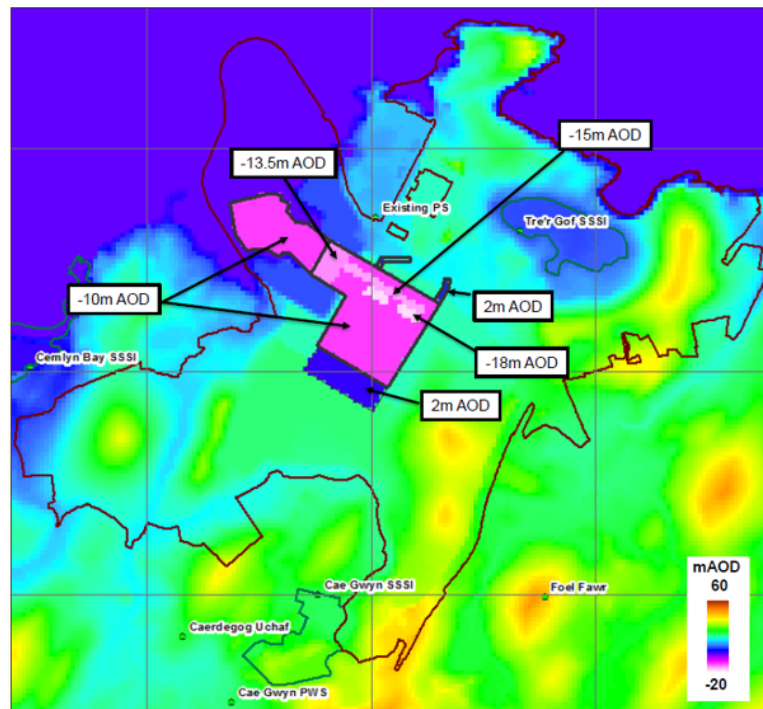 -15m AOD
-13.5m AOD
Existing PS
Tre'r Gof SSSI
-10m AOD
2m AOD
Cemlyn Bay SSSI
-18m AOD
2m AOD
mAOD
60
-20
Cae Gwyn SSSI
Foel Fawr
Caerdegog Uchaf
Cae Gwyn PWS